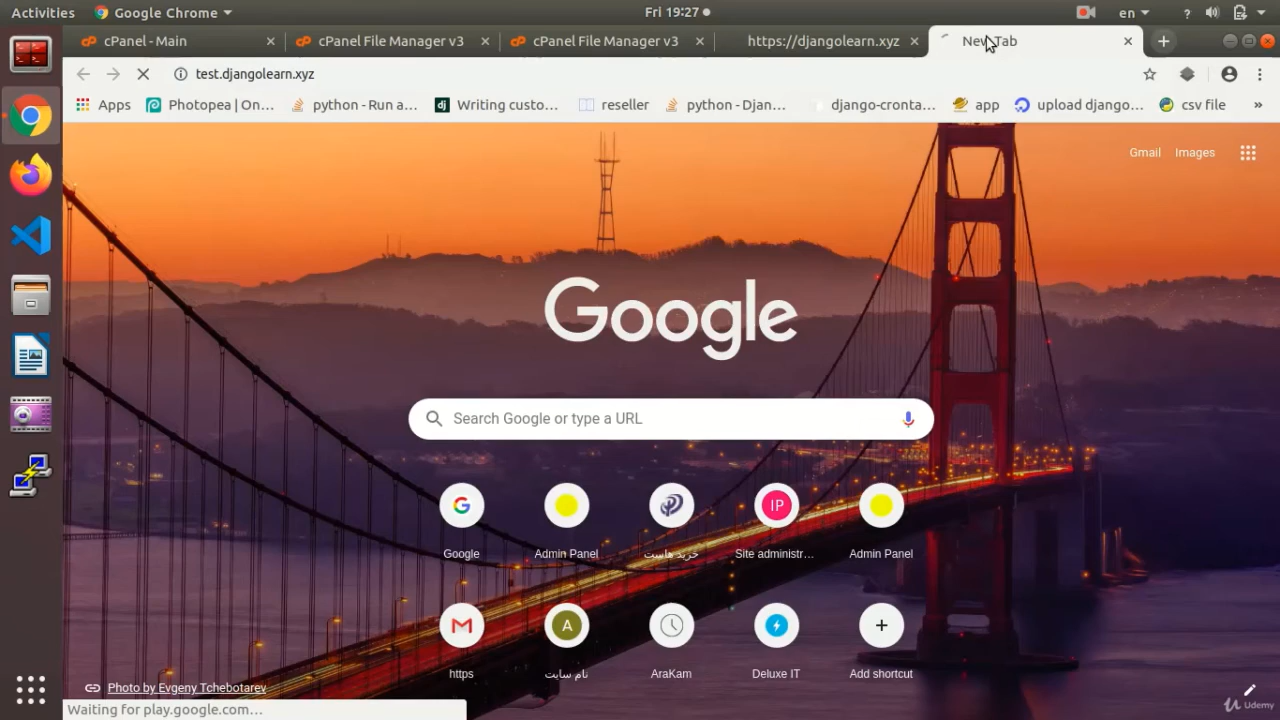 Activities
Google Chrome
Fri 19:27
en
cPanel - Main
cPanel File Manager v3
cPanel File Manager v3
https://djangolearn.xyz
New Tab
test.djangolearn.xyz
Apps
Photopea | On…
python - Run a…
Writing custo…
reseller
python - Djan…
django-cronta…
app
upload django…
csv file
»
Gmail
Images
Google
Search Google or type a URL
Google
Admin Panel
خرید هاست
Site administr…
Admin Panel
https
نام سایت
AraKam
Deluxe IT
Add shortcut
Photo by Evgeny Tchebotarev
Waiting for play.google.com…
Udemy